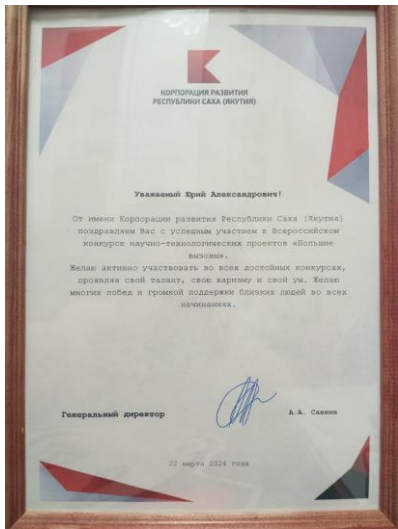 КОРПОРАЦИЯ РАЗВИТИЯ
РЕСПУБЛИКИ САХА (ЯКУТИЯ)
Уважаемый Юрий Александрович!
От имени Корпорации развития Республики Саха (Якутия)
поздравляем Вас с успешным участием в Всероссийском
конкурсе научно-технологических проектов «Большие
вызовы».
Желаю активно участвовать во всех достойных конкурсах,
проявляя свой талант, свою харизму и свой ум. Желаю
многих побед и громкой поддержки близких людей во всех
начинаниях.
Генеральный директор
А.А. Саввин
22 марта 2024 года